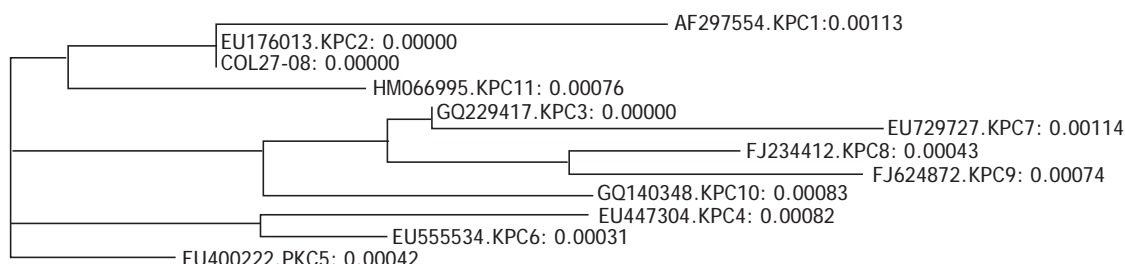 AF297554.KPC1:0.00113
EU176013.KPC2: 0.00000
COL27-08: 0.00000
HM066995.KPC11: 0.00076
GQ229417.KPC3: 0.00000
EU729727.KPC7: 0.00114
FJ234412.KPC8: 0.00043
FJ624872.KPC9: 0.00074
GQ140348.KPC10: 0.00083
EU447304.KPC4: 0.00082
EU555534.KPC6: 0.00031
EU400222.PKC5: 0.00042